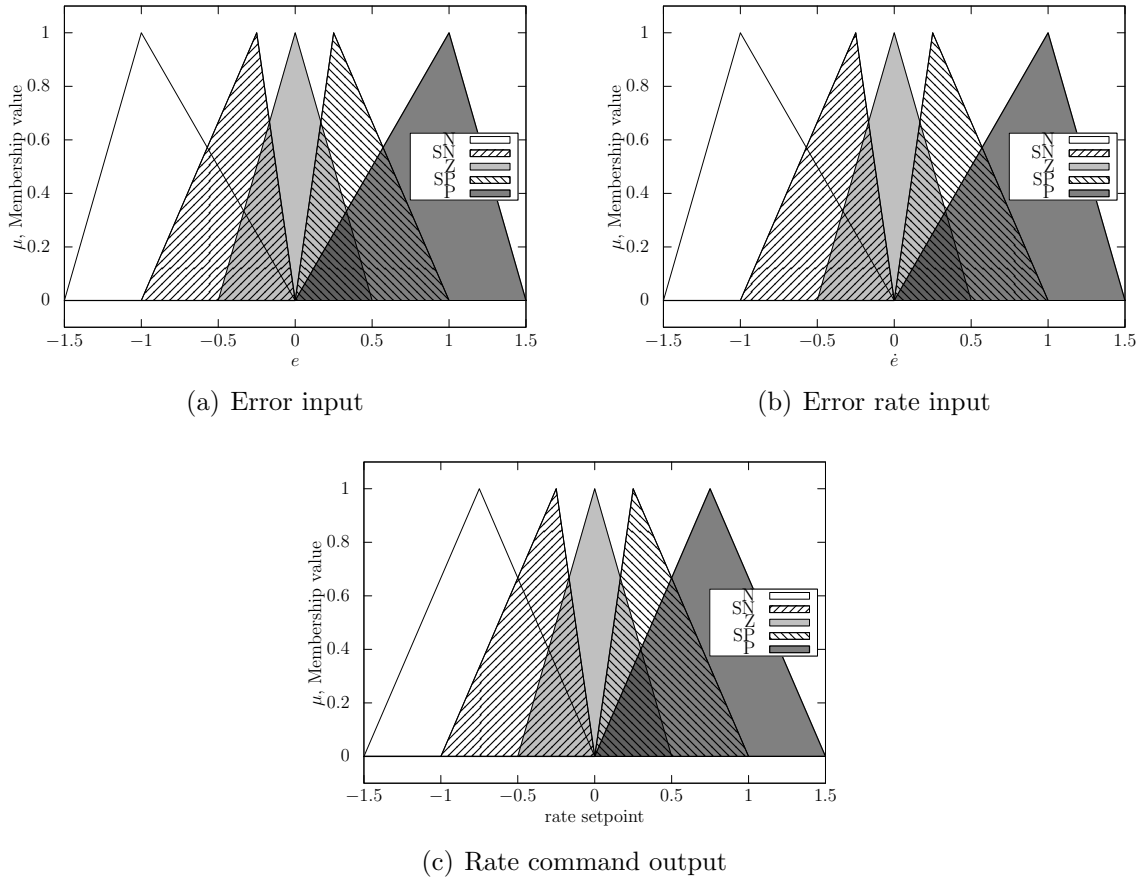 1
0.8
0.6
0.4
0.2
0
μ, Membership value
−1.5 −1 −0.5 0 0.5 1 1.5
e
N
SN
Z
SP
P
(a) Error input
1
0.8
0.6
0.4
0.2
0
μ, Membership value
−1.5 −1 −0.5 0 0.5 1 1.5
ė
N
SN
Z
SP
P
(b) Error rate input
1
0.8
0.6
0.4
0.2
0
μ, Membership value
−1.5 −1 −0.5 0 0.5 1 1.5
rate setpoint
N
SN
Z
SP
P
(c) Rate command output